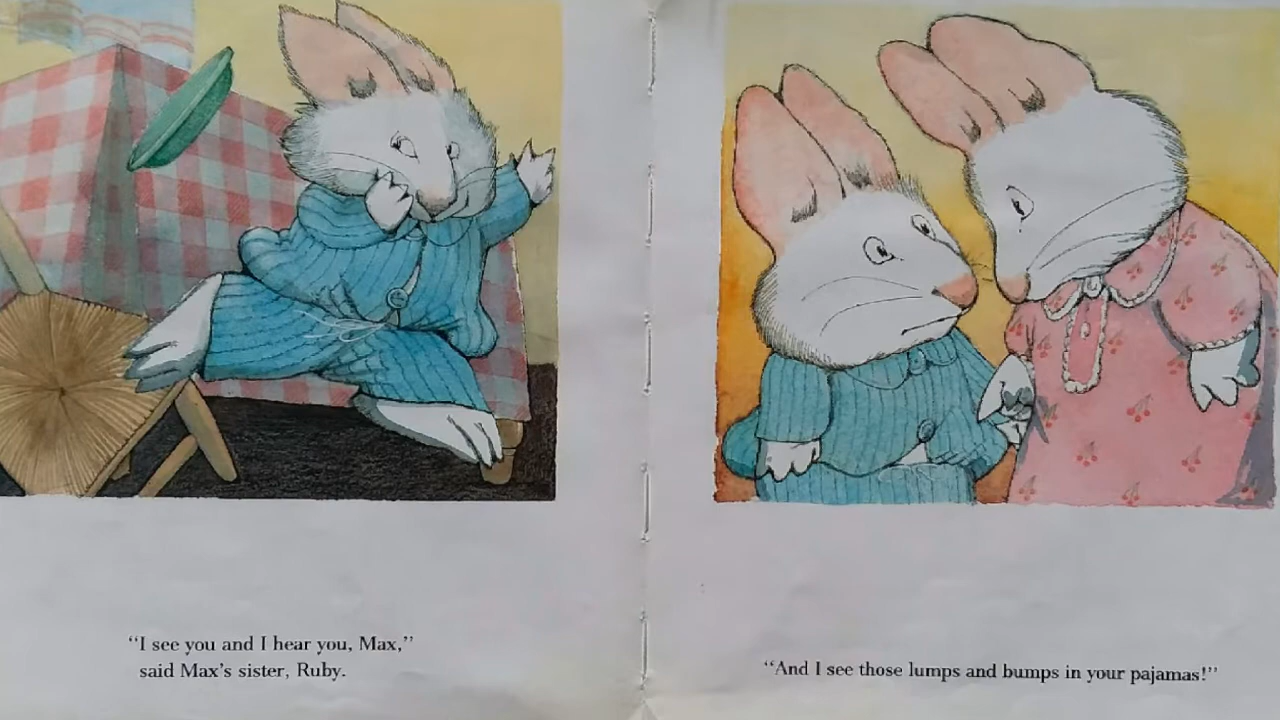 “I see you and I hear you, Max,”
said Max’s sister, Ruby.
“And I see those lumps and bumps in your pajamas!”